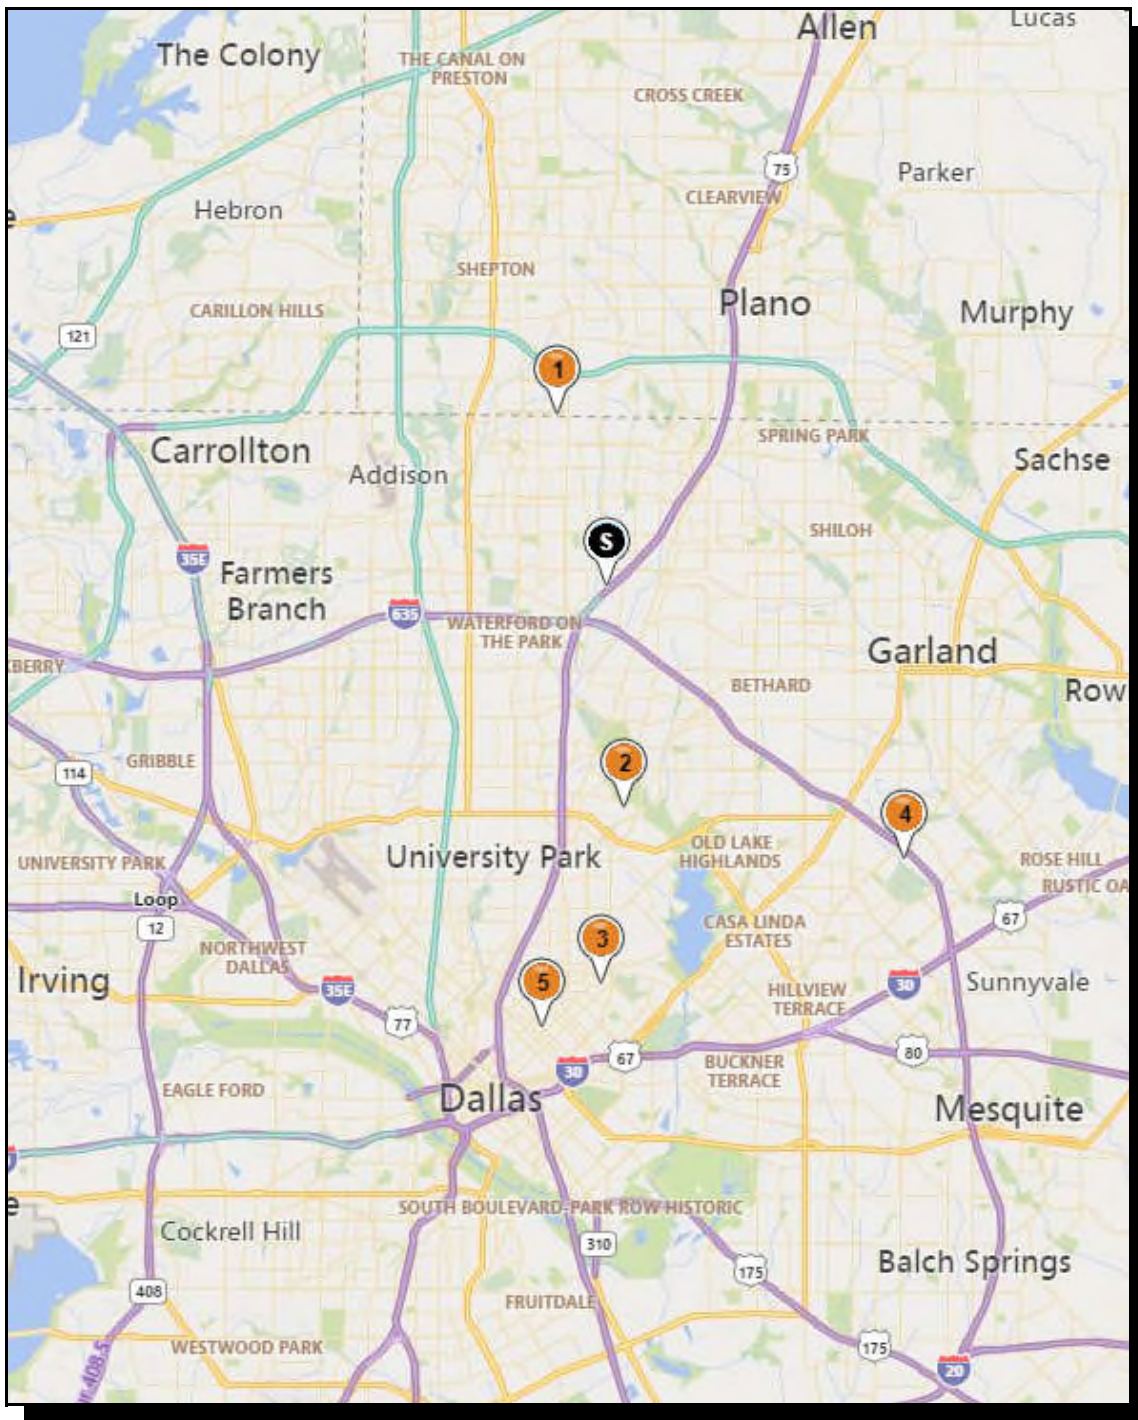 Allen
Lucas
The Colony
THE CANAL ON
PRESTON
CROSS CREEK
75
Parker
CLEARVIEW
Hebron
SHEPTON
CARILLON HILLS
Plano
Murphy
121
1
SPRING PARK
Carrollton
Addison
Sachse
SHILOH
S
35E
Farmers
Branch
635
WATERFORD ON
THE PARK
KBERRY
Garland
BETHARD
Row
GRIBBLE
114
2
4
UNIVERSITY PARK
University Park
OLD LAKE
HIGHLANDS
ROSE HILL
RUSTIC OA
Loop
12
67
CASA LINDA
ESTATES
3
NORTHWEST
DALLAS
Irving
35E
5
30
Sunnyvale
HILLVIEW
TERRACE
77
67
80
30
BUCKNER
TERRACE
EAGLE FORD
Dallas
Mesquite
e
SOUTH BOULEVARD-PARK ROW HISTORIC
Cockrell Hill
310
175
Balch Springs
408
FRUITDALE
WESTWOOD PARK
175
20